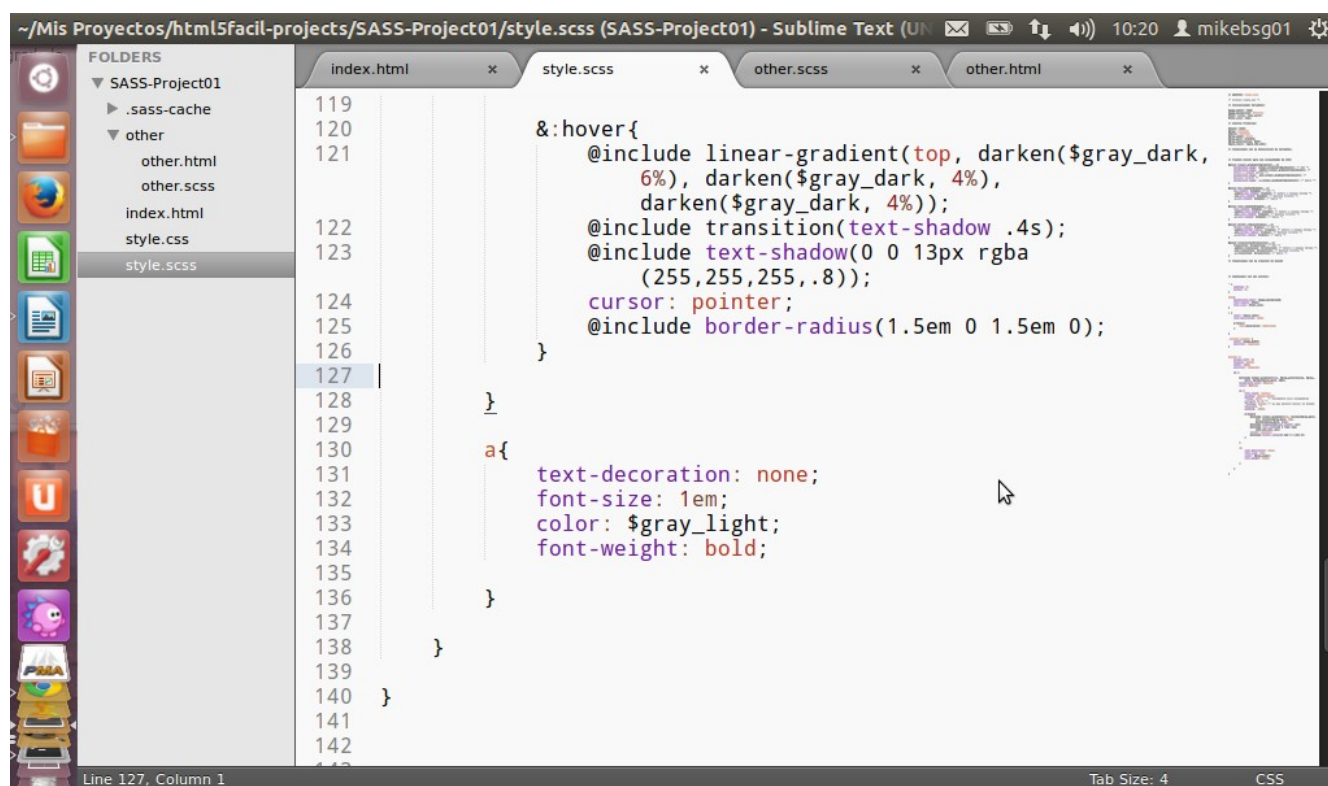 ~/Mis Proyectos/html5facil-projects/SASS-Project01/style.scss (SASS-Project01) - Sublime Text (UN
10:20
mikebsg01
FOLDERS
SASS-Project01
.sass-cache
other
other.html
other.scss
index.html
style.css
style.scss
index.html × style.scss × other.scss × other.html ×
119
120 &:hover{
121 @include linear-gradient(top, darken($gray_dark,
6%), darken($gray_dark, 4%),
darken($gray_dark, 4%));
122 @include transition(text-shadow .4s);
123 @include text-shadow(0 0 13px rgba
(255,255,255,.8));
124 cursor: pointer;
125 @include border-radius(1.5em 0 1.5em 0);
126 }
127
128 }
129
130 a{
131 text-decoration: none;
132 font-size: 1em;
133 color: $gray_light;
134 font-weight: bold;
135
136 }
137
138 }
139
140 }
141
142
PMA
Line 127, Column 1
Tab Size: 4
CSS